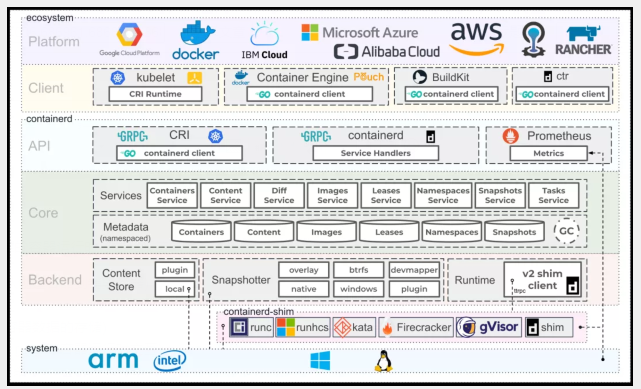 ecosystem
Platform
Google Cloud Platform
docker
IBM Cloud
Microsoft Azure
Alibaba Cloud
aws
RANCHER
Client
kubelet
CRI Runtime
docker
Container Engine
Pouch
GO containerd client
BuildKit
GO containerd client
ctr
GO containerd client
containerd
API
GRPC CRI
GO containerd client
GRPC containerd
Service Handlers
Prometheus
Metrics
Core
Services
Containers Service
Content Service
Diff Service
Images Service
Leases Service
Namespaces Service
Snapshots Service
Tasks Service
Metadata
(namespaced)
Containers
Content
Images
Leases
Namespaces
Snapshots
GC
Backend
Content Store
plugin
local
Snapshotter
overlay
btrfs
devmapper
native
windows
plugin
Runtime
v2 shim client
ttrpc
containerd-shim
runc
runhcs
kata
Firecracker
gVisor
shim
system
arm
intel